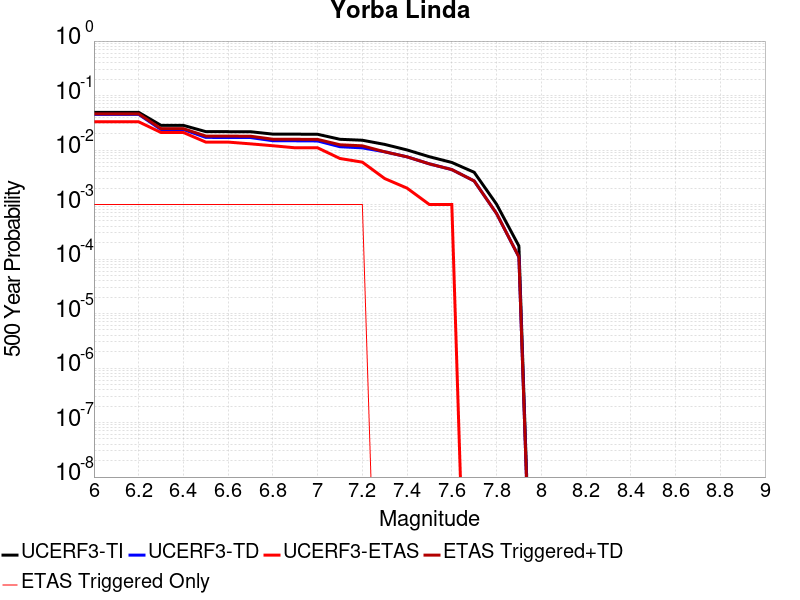 Yorba Linda
10^0
10^-1
10^-2
10^-3
10^-4
10^-5
10^-6
10^-7
10^-8
500 Year Probability
6 6.2 6.4 6.6 6.8 7 7.2 7.4 7.6 7.8 8 8.2 8.4 8.6 8.8 9
Magnitude
UCERF3-TI UCERF3-TD UCERF3-ETAS ETAS Triggered+TD
ETAS Triggered Only